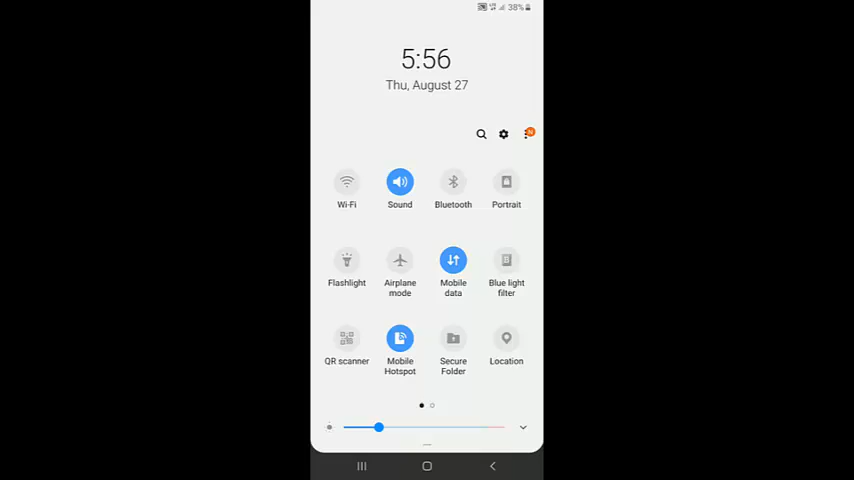 38%
5:56
Thu, August 27
N
Wi-Fi
Sound
Bluetooth
Portrait
Flashlight
Airplane
mode
Mobile
data
Blue light
filter
QR scanner
Mobile
Hotspot
Secure
Folder
Location